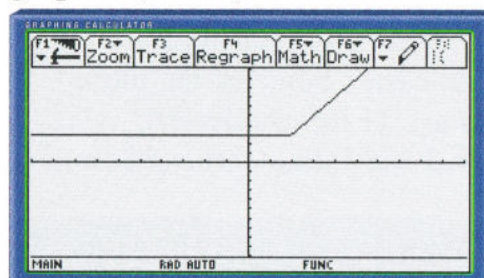 GRAPHING CALCULATOR
F1 F2 F3 F4 F5 F6 F7
Zoom Trace Regraph Math Draw
MAIN RAD AUTO FUNC